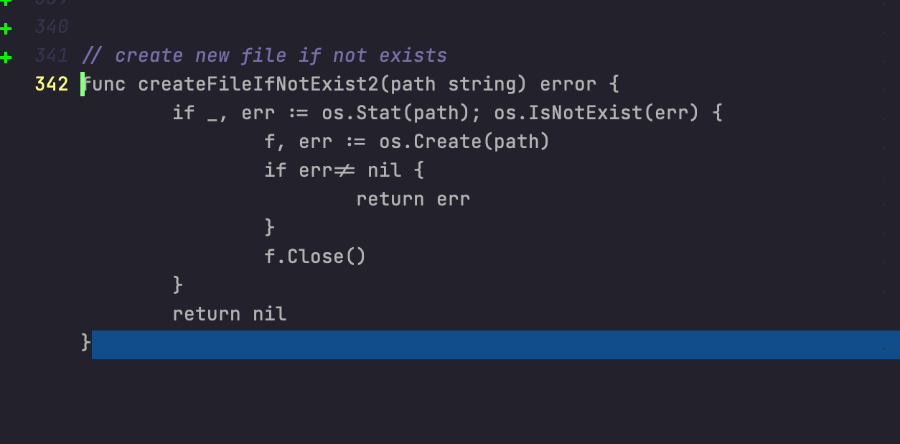 340
341 // create new file if not exists
342 func createFileIfNotExist2(path string) error {
if _, err := os.Stat(path); os.IsNotExist(err) {
f, err := os.Create(path)
if err≠ nil {
return err
}
f.Close()
}
return nil
}